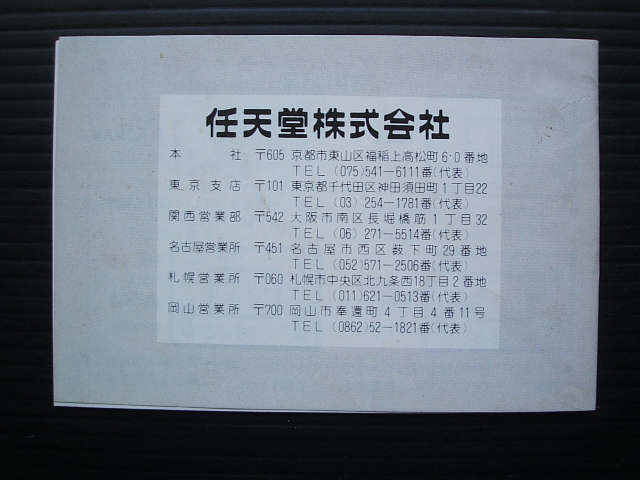 任天堂株式会社
本社 〒605 京都市東山区福稲上高松町6・0番地
TEL (075)541-6111番(代表)
東京支店 〒101 東京都千代田区神田須田町1丁目22
TEL (03) 254-1781番(代表)
関西営業部 〒542 大阪市南区長堀橋筋1丁目32
TEL (06) 271-5514番(代表)
名古屋営業所 〒451 名古屋市西区薮下町29番地
TEL (052)571-2506番(代表)
札幌営業所 〒060 札幌市中央区北九条西18丁目2番地
TEL (011)621-0513番(代表)
岡山営業所 〒700 岡山市奉還町4丁目4番11号
TEL (0862)52-1821番(代表)